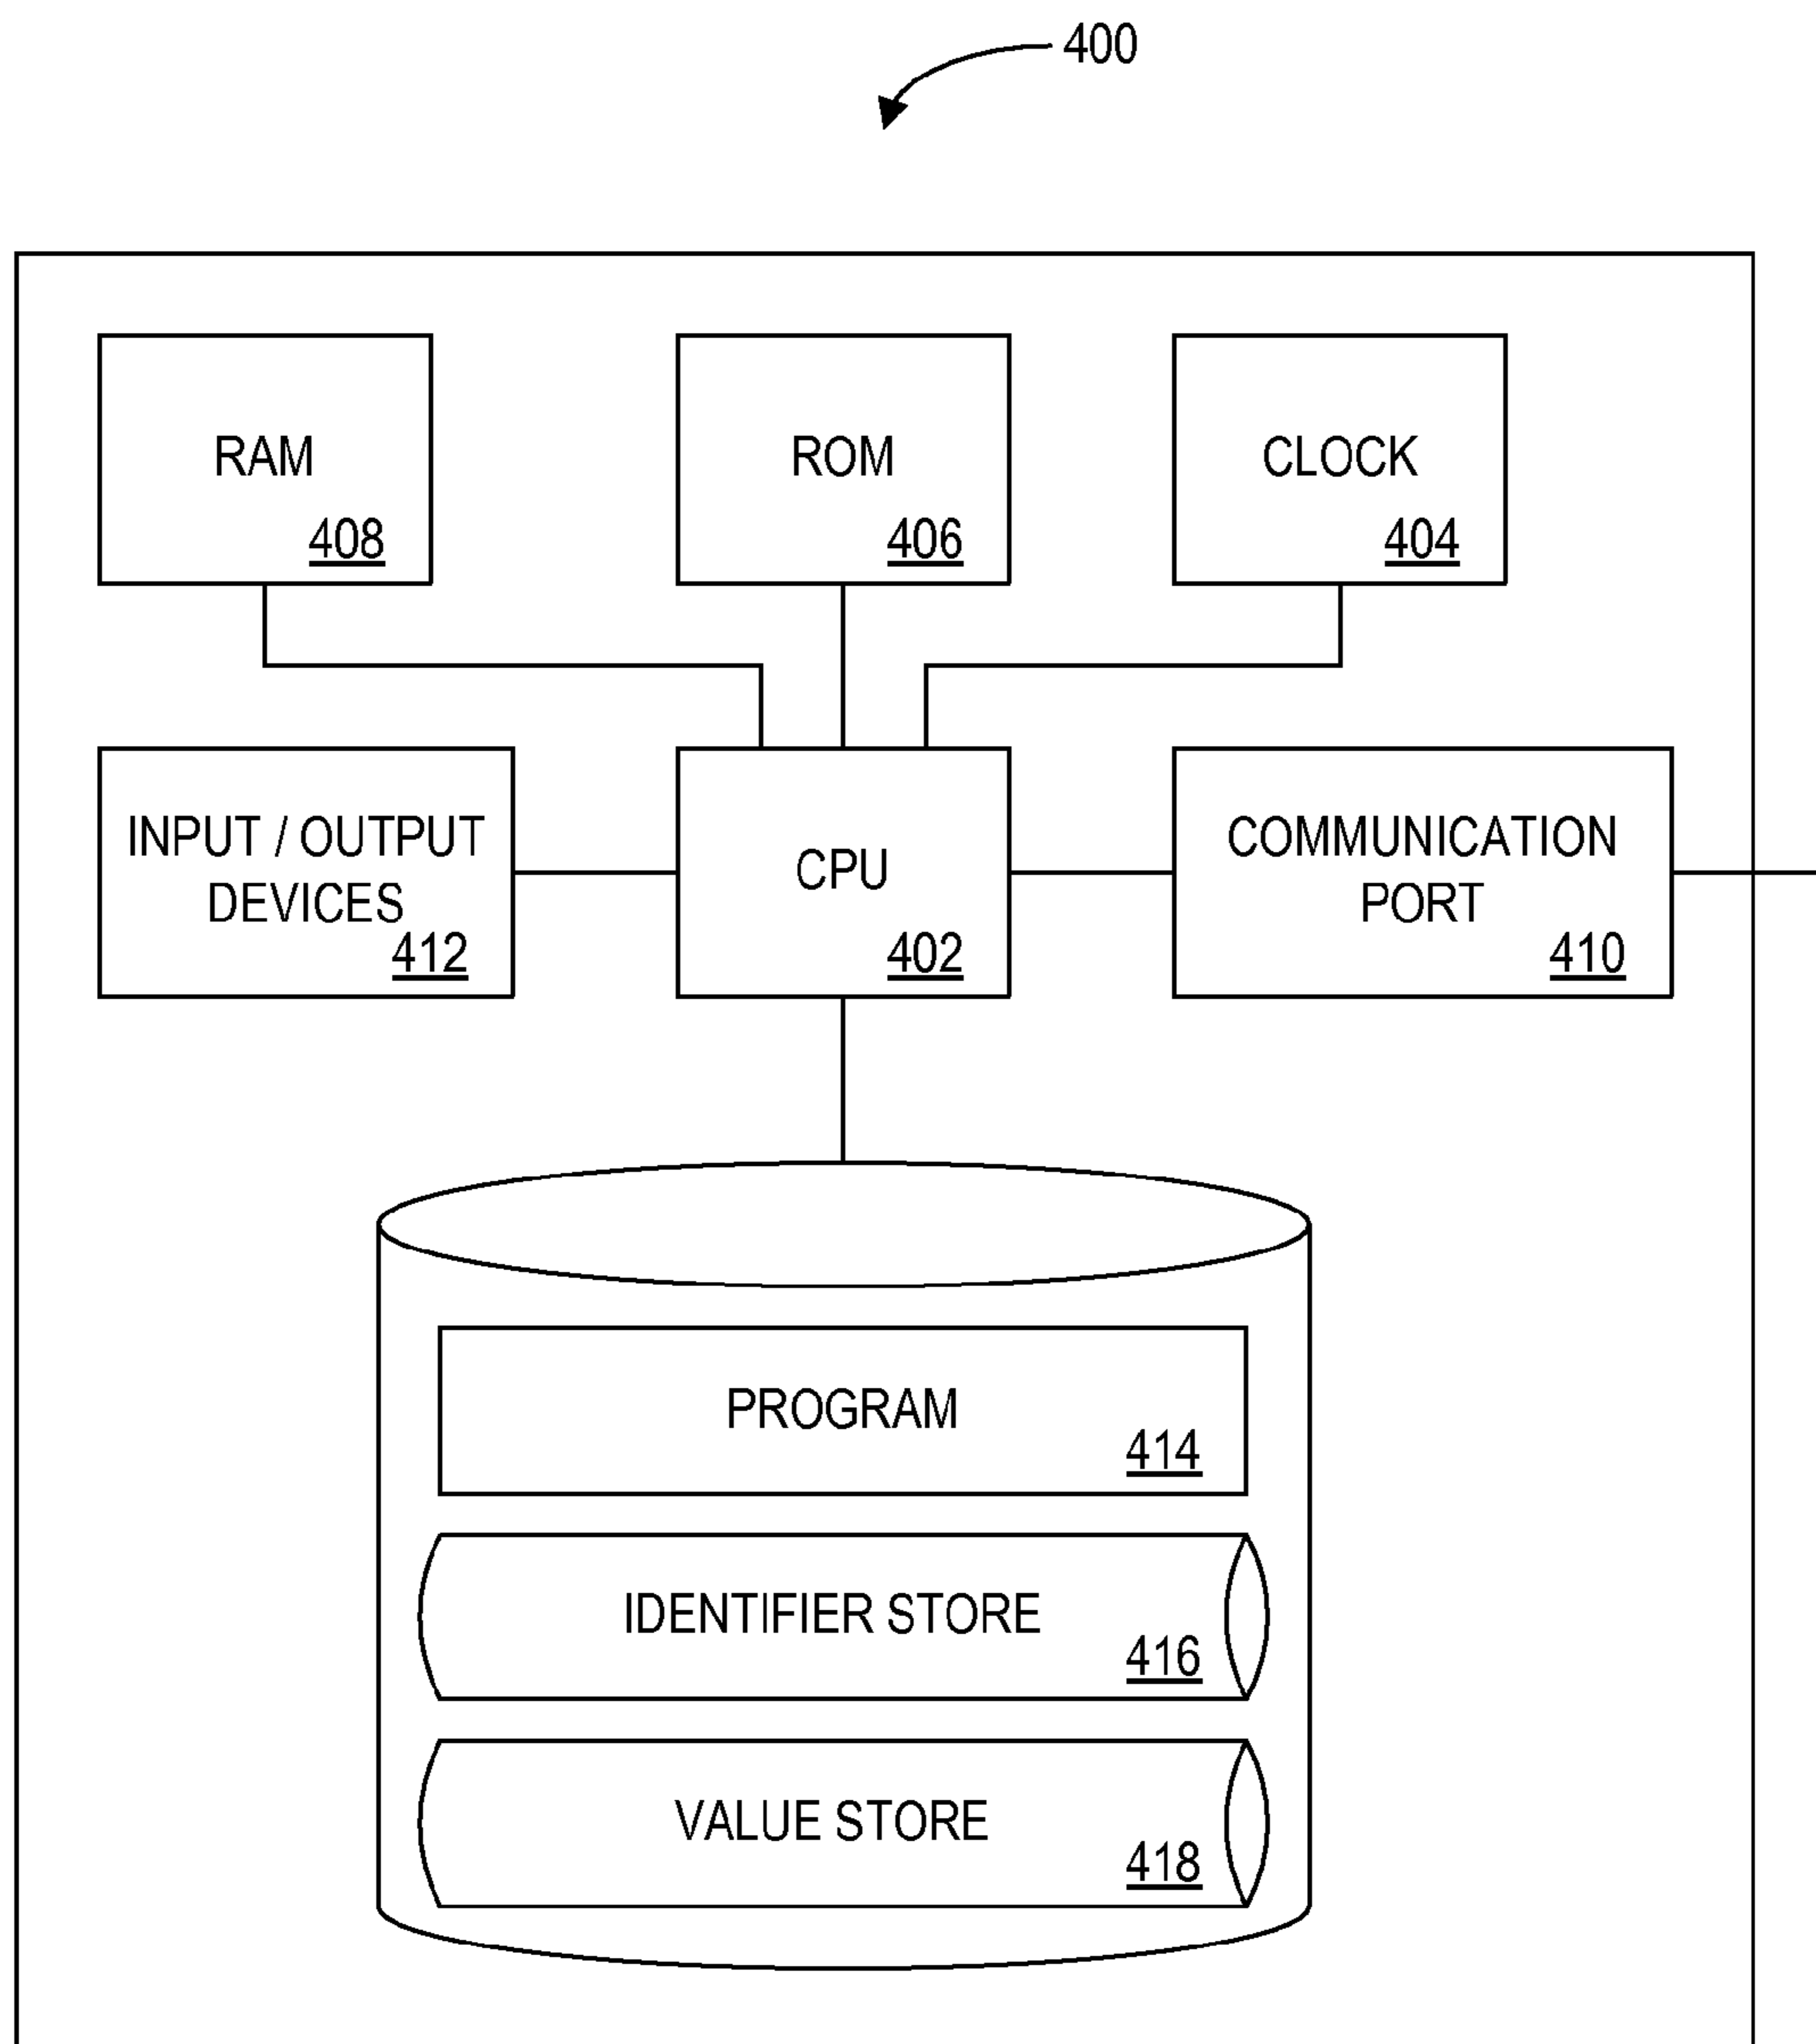 400
RAM
408
ROM
406
CLOCK
404
INPUT / OUTPUT
DEVICES
412
CPU
402
COMMUNICATION
PORT
410
PROGRAM
414
IDENTIFIER STORE
416
VALUE STORE
418